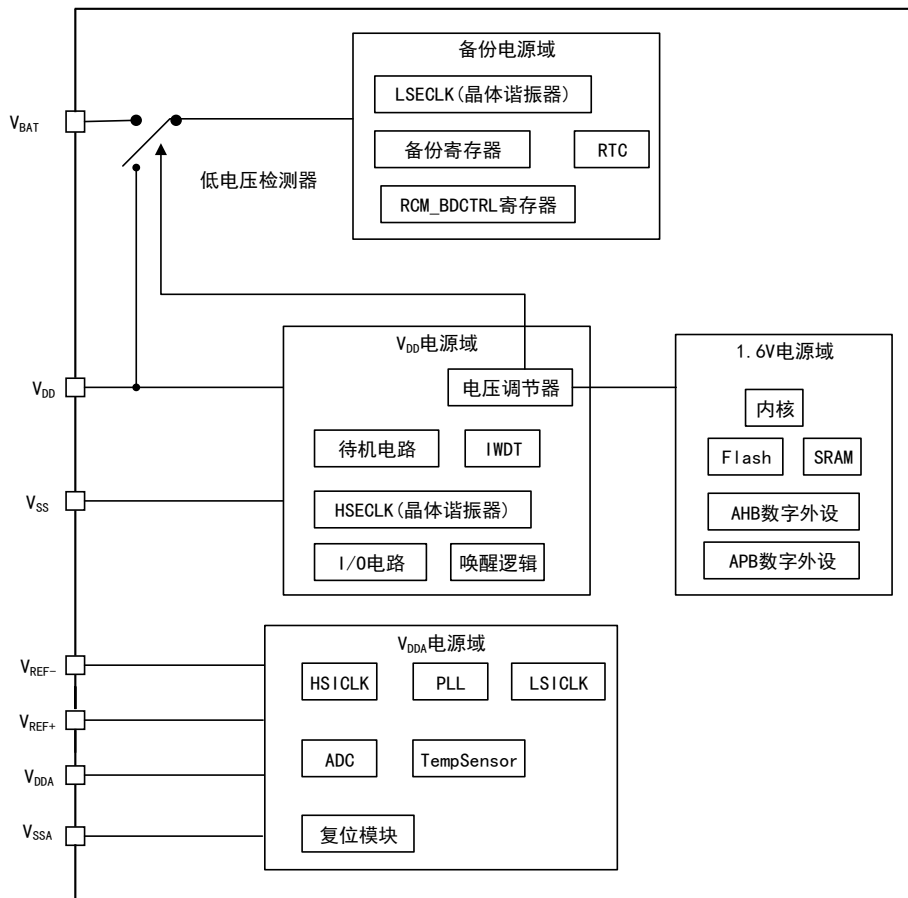 备份电源域
LSECLK(晶体谐振器)
V_BAT
备份寄存器
RTC
低电压检测器
RCM_BDCTRL寄存器
V_DD电源域
1.6V电源域
V_DD
电压调节器
内核
待机电路
IWDT
Flash
SRAM
V_SS
HSECLK(晶体谐振器)
AHB数字外设
I/O电路
唤醒逻辑
APB数字外设
V_DDA电源域
V_REF-
HSICLK
PLL
LSICLK
V_REF+
ADC
TempSensor
V_DDA
V_SSA
复位模块